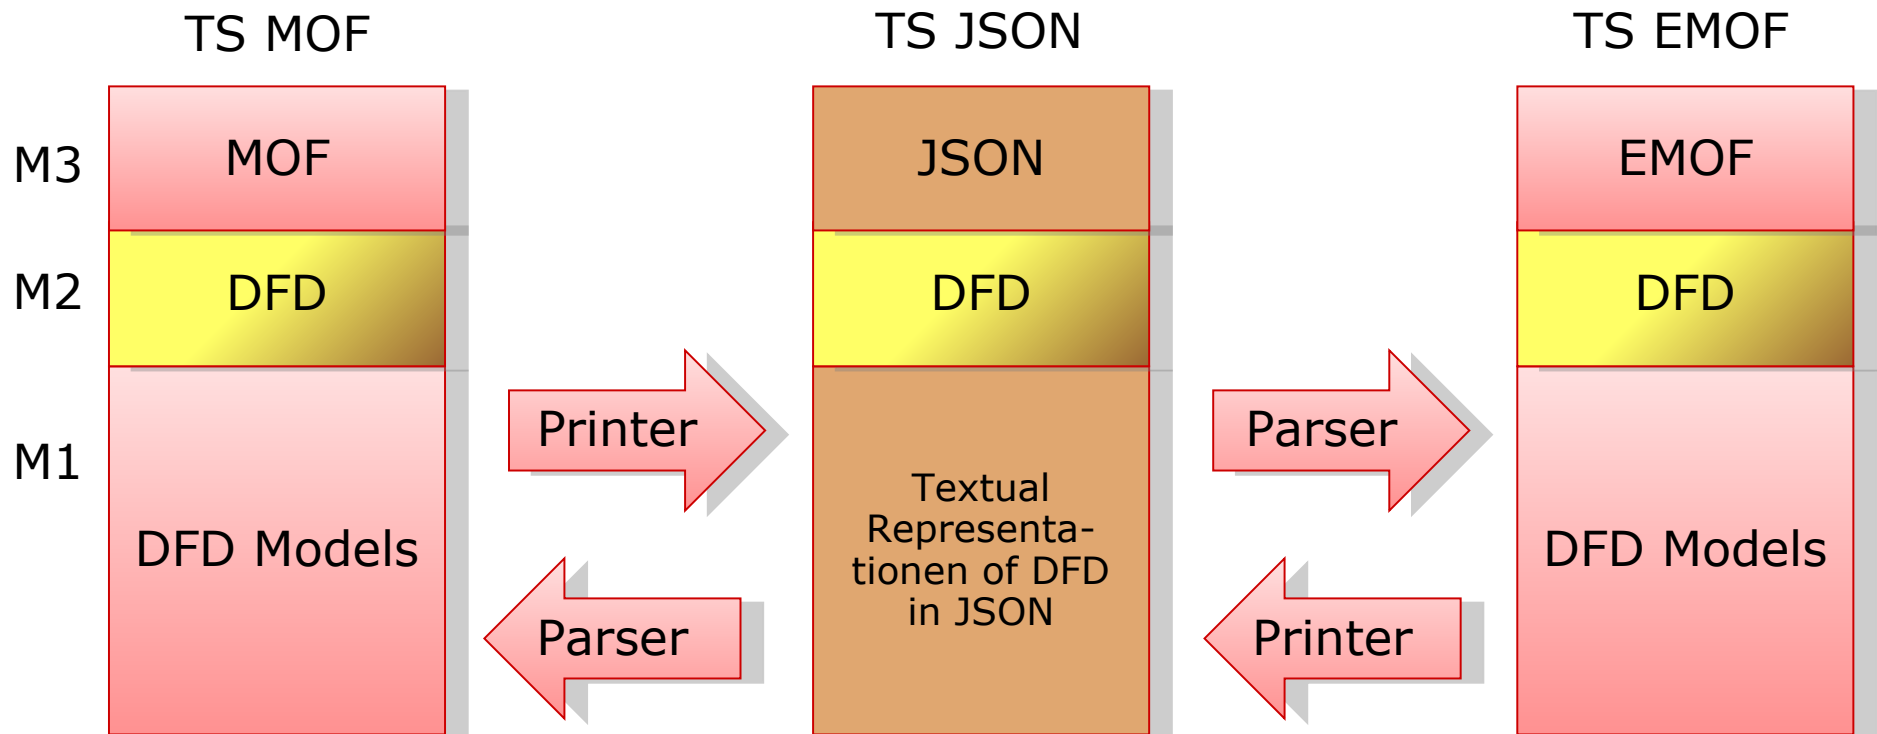 TS MOF
TS JSON
TS EMOF
M3
MOF
JSON
EMOF
M2
DFD
DFD
DFD
M1
Printer
Parser
DFD Models
Textual
Representa-
tionen of DFD
in JSON
DFD Models
Parser
Printer